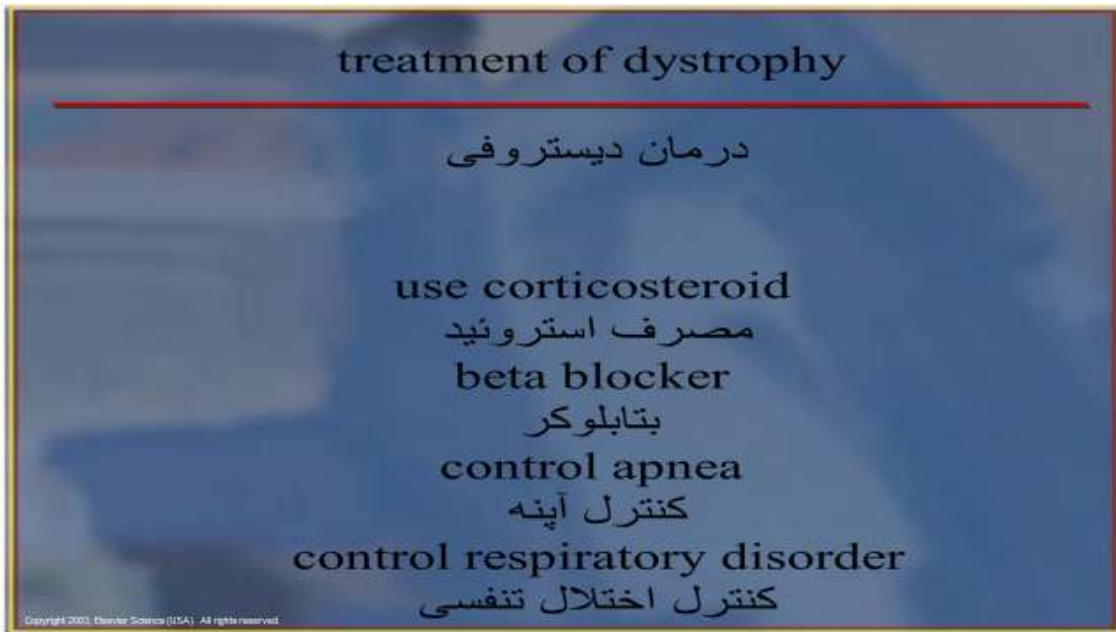 treatment of dystrophy
درمان دیستروفی
use corticosteroid
مصرف استروئید
beta blocker
بتابلوکر
control apnea
کنترل آپنه
control respiratory disorder
کنترل اختلال تنفسی
Copyright 2003, Elsevier Science (USA). All rights reserved.